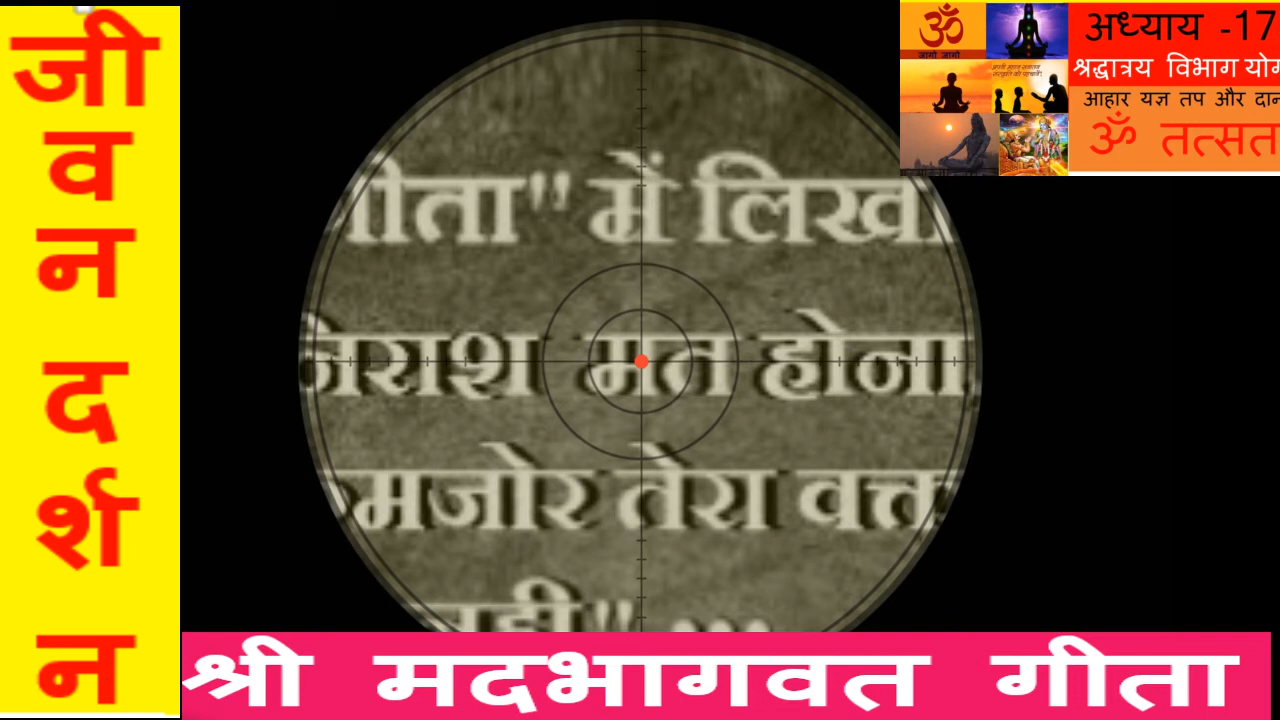 जीवन दर्शन
गीता" में लिखा
निराश मत होना
कमजोर तेरा वक्त
नही" ...
ॐ
जागो जागो
अध्याय -17
श्रद्धात्रय विभाग योग
आहार यज्ञ तप और दान
ॐ तत्सत
श्री मदभागवत गीता